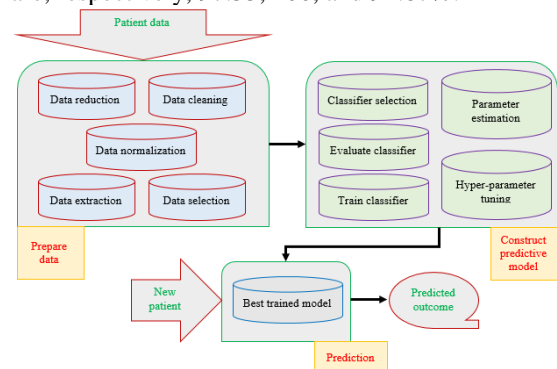 Patient data
Data reduction
Data cleaning
Data normalization
Data extraction
Data selection
Prepare
data
Classifier selection
Evaluate classifier
Train classifier
Parameter
estimation
Hyper-parameter
tuning
Construct
predictive
model
New
patient
Best trained model
Predicted
outcome
Prediction